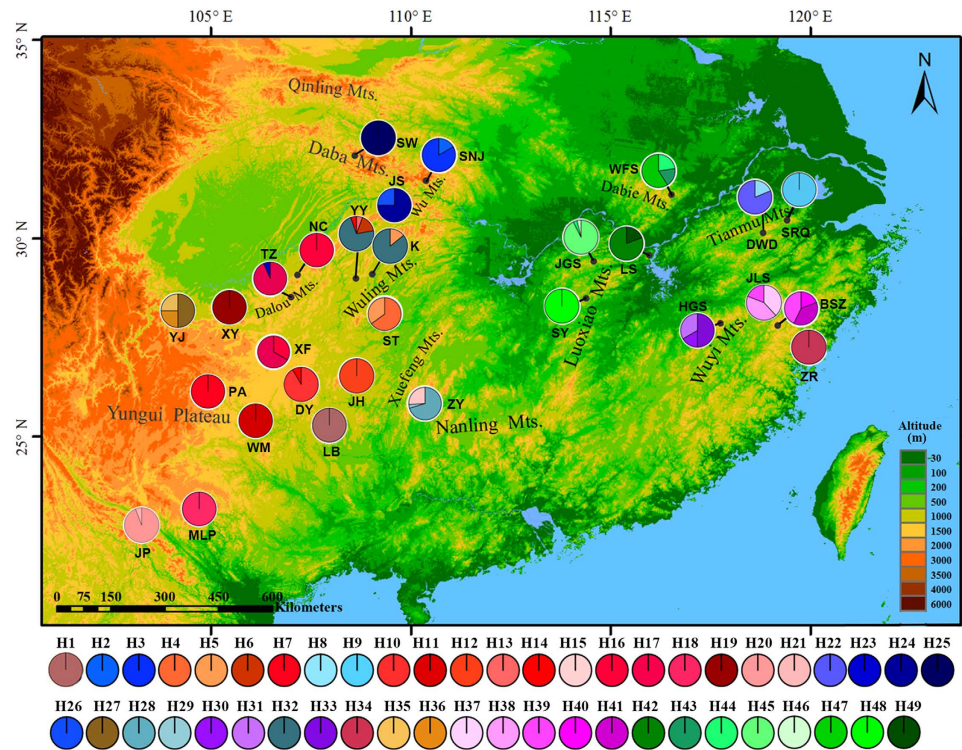 105° E 110° E 115° E 120° E
35° N
30° N
25° N
N
Qinling Mts.
Daba Mts.
SW
SNJ
Wu Mts.
JS
YY
K
NC
TZ
Dalou Mts.
Wuling Mts.
WFS
Dabie Mts.
Tianmu Mts.
DWD
SRQ
JGS
LS
Luoxiao Mts.
SY
JLS
BSZ
HGS
Wuyi Mts.
ZR
YJ
XY
ST
XF
Xuefeng Mts.
PA
DY
JH
ZY
Yungui Plateau
WM
LB
Nanling Mts.
MLP
JP
Altitude
(m)
-30
100
200
500
1000
1500
2000
3000
3500
4000
6000
0 75 150 300 450 600
Kilometers
H1 H2 H3 H4 H5 H6 H7 H8 H9 H10 H11 H12 H13 H14 H15 H16 H17 H18 H19 H20 H21 H22 H23 H24 H25
H26 H27 H28 H29 H30 H31 H32 H33 H34 H35 H36 H37 H38 H39 H40 H41 H42 H43 H44 H45 H46 H47 H48 H49